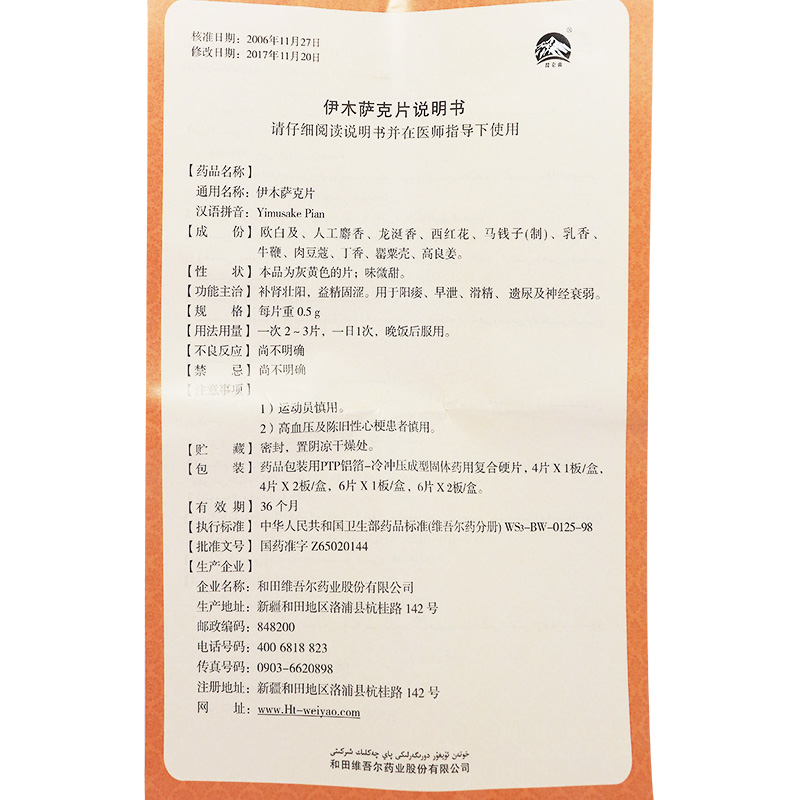 核准日期：2006年11月27日
修改日期：2017年11月20日
昆仑山
伊木萨克片说明书
请仔细阅读说明书并在医师指导下使用
【药品名称】
通用名称：伊木萨克片
汉语拼音：Yimusake Pian
【成　份】欧白及、人工麝香、龙涎香、西红花、马钱子(制)、乳香、
牛鞭、肉豆蔻、丁香、罂粟壳、高良姜。
【性　状】本品为灰黄色的片；味微甜。
【功能主治】补肾壮阳，益精固涩。用于阳痿、早泄、滑精、遗尿及神经衰弱。
【规　格】每片重 0.5 g
【用法用量】一次 2～3片，一日1次，晚饭后服用。
【不良反应】尚不明确
【禁　忌】尚不明确
【注意事项】
1）运动员慎用。
2）高血压及陈旧性心梗患者慎用。
【贮　藏】密封，置阴凉干燥处。
【包　装】药品包装用PTP铝箔-冷冲压成型固体药用复合硬片，4片 X 1板/盒，
4片 X 2板/盒，6片 X 1板/盒，6片 X 2板/盒。
【有 效 期】36 个月
【执行标准】中华人民共和国卫生部药品标准(维吾尔药分册) WS3-BW-0125-98
【批准文号】国药准字 Z65020144
【生产企业】
企业名称：和田维吾尔药业股份有限公司
生产地址：新疆和田地区洛浦县杭桂路 142 号
邮政编码：848200
电话号码：400 6818 823
传真号码：0903-6620898
注册地址：新疆和田地区洛浦县杭桂路 142 号
网　址：www.Ht-weiyao.com
خوتەن ئۇيغۇر دورىگەرلىكى پاي چەكلىك شىركىتى
和田维吾尔药业股份有限公司